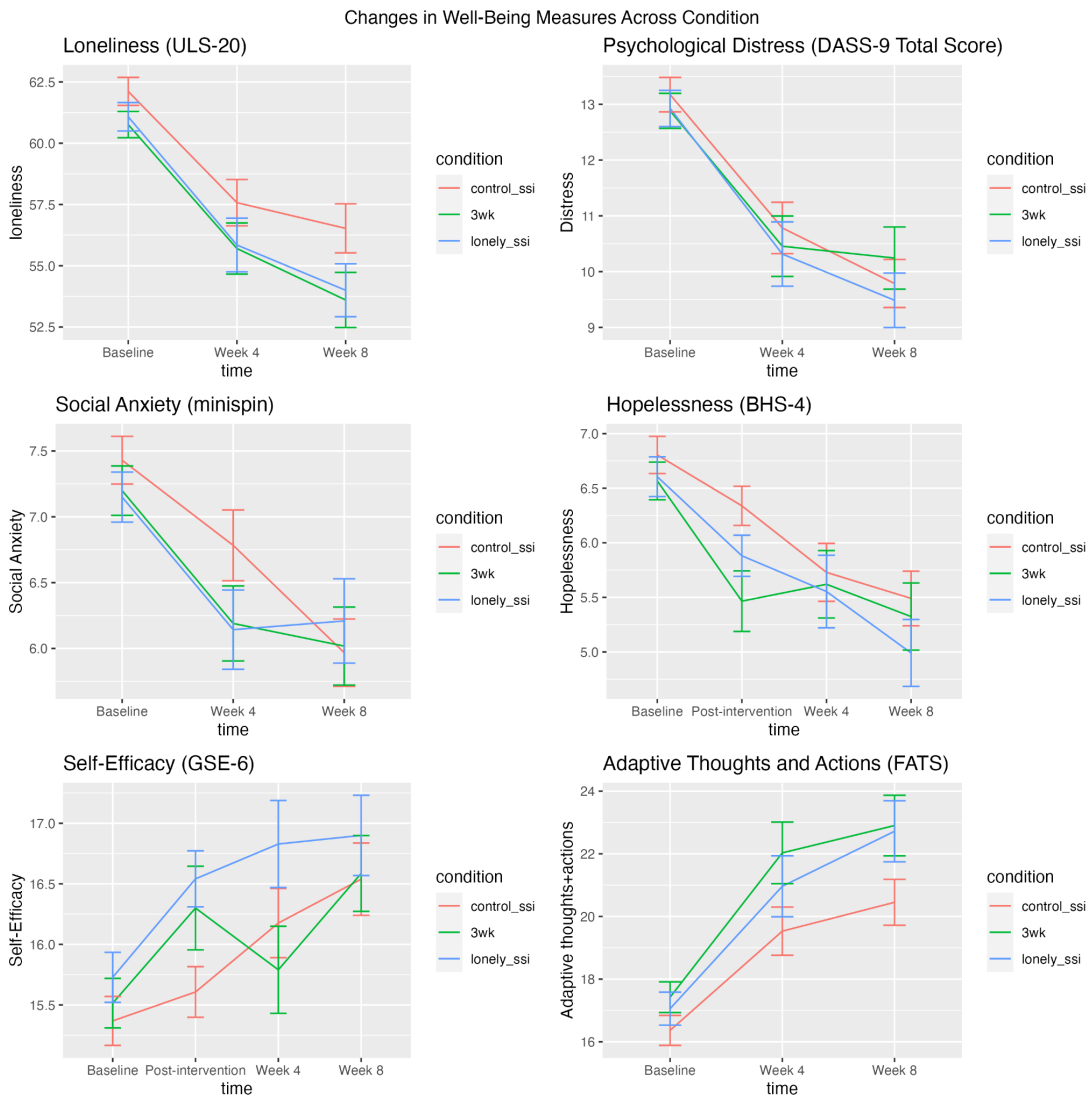 Changes in Well-Being Measures Across Condition
Loneliness (ULS-20)
62.5
60.0
57.5
55.0
52.5
loneliness
Baseline Week 4 Week 8
time
condition
control_ssi
3wk
lonely_ssi
Psychological Distress (DASS-9 Total Score)
13
12
11
10
9
Distress
Baseline Week 4 Week 8
time
condition
control_ssi
3wk
lonely_ssi
Social Anxiety (minispin)
7.5
7.0
6.5
6.0
Social Anxiety
Baseline Week 4 Week 8
time
condition
control_ssi
3wk
lonely_ssi
Hopelessness (BHS-4)
7.0
6.5
6.0
5.5
5.0
Hopelessness
Baseline Post-intervention Week 4 Week 8
time
condition
control_ssi
3wk
lonely_ssi
Self-Efficacy (GSE-6)
17.0
16.5
16.0
15.5
Self-Efficacy
Baseline Post-intervention Week 4 Week 8
time
condition
control_ssi
3wk
lonely_ssi
Adaptive Thoughts and Actions (FATS)
24
22
20
18
16
Adaptive thoughts+actions
Baseline Week 4 Week 8
time
condition
control_ssi
3wk
lonely_ssi